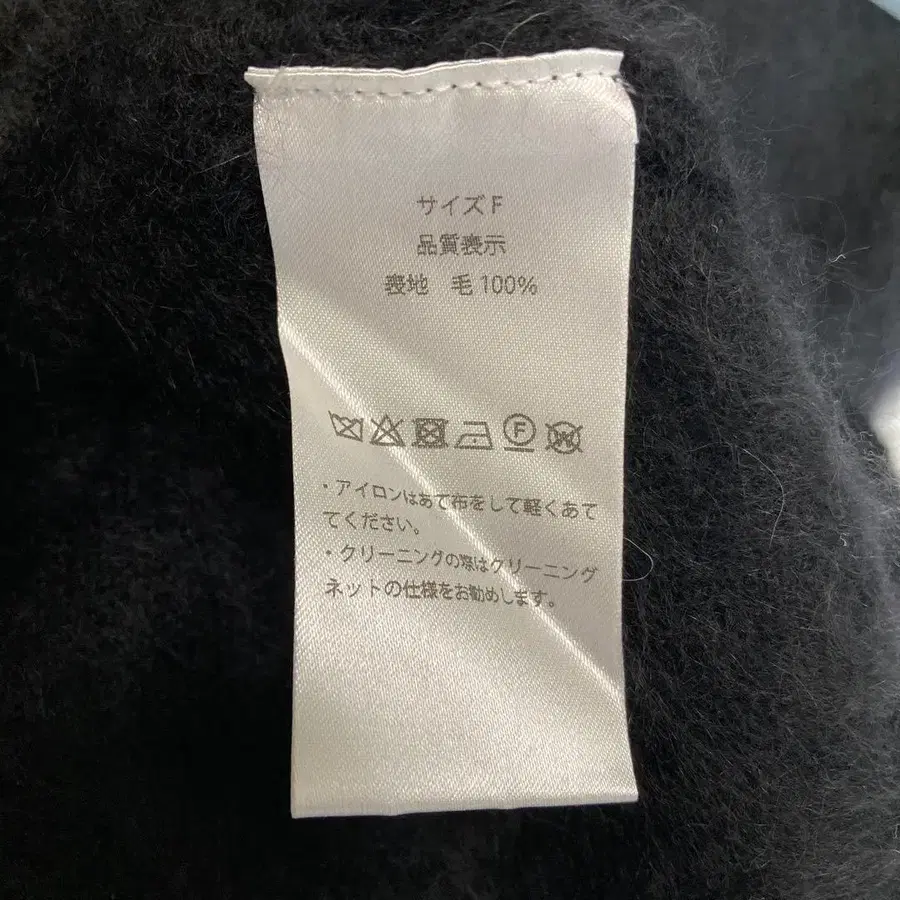 サイズ F
品質表示
表地 毛 100%
F
W
・アイロンはあて布をして軽くあて
てください。
・クリーニングの際はクリーニング
ネットの仕様をお勧めします。